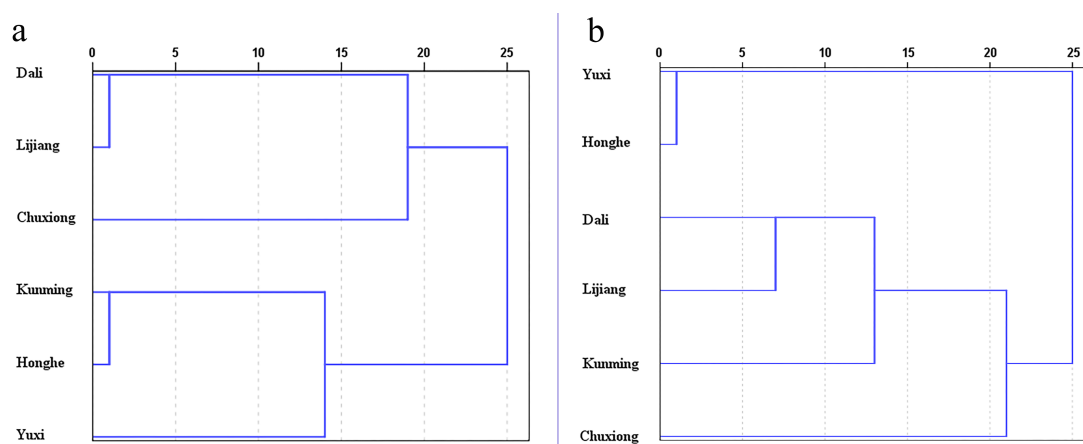 a
0 5 10 15 20 25
Dali
Lijiang
Chuxiong
Kunming
Honghe
Yuxi
b
0 5 10 15 20 25
Yuxi
Honghe
Dali
Lijiang
Kunming
Chuxiong